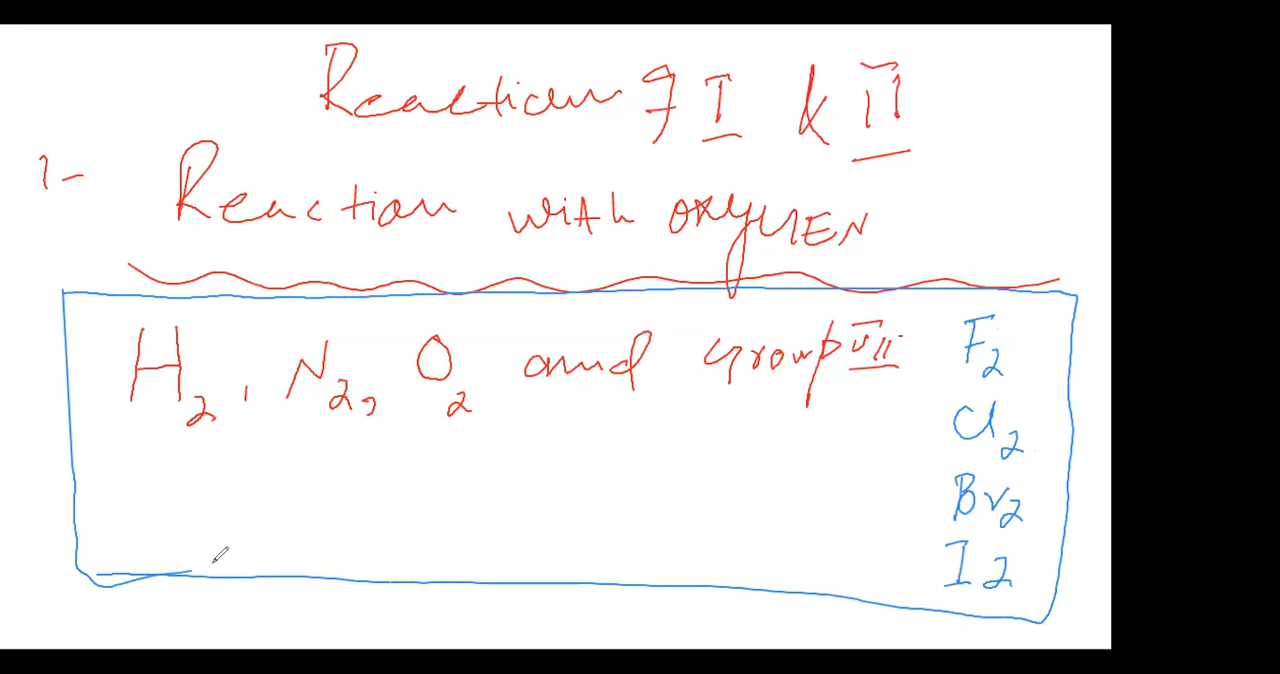 Reaction of I & II
1- Reaction with oxyGEN
H2, N2, O2 and group VII F2
Cl2
Br2
I2